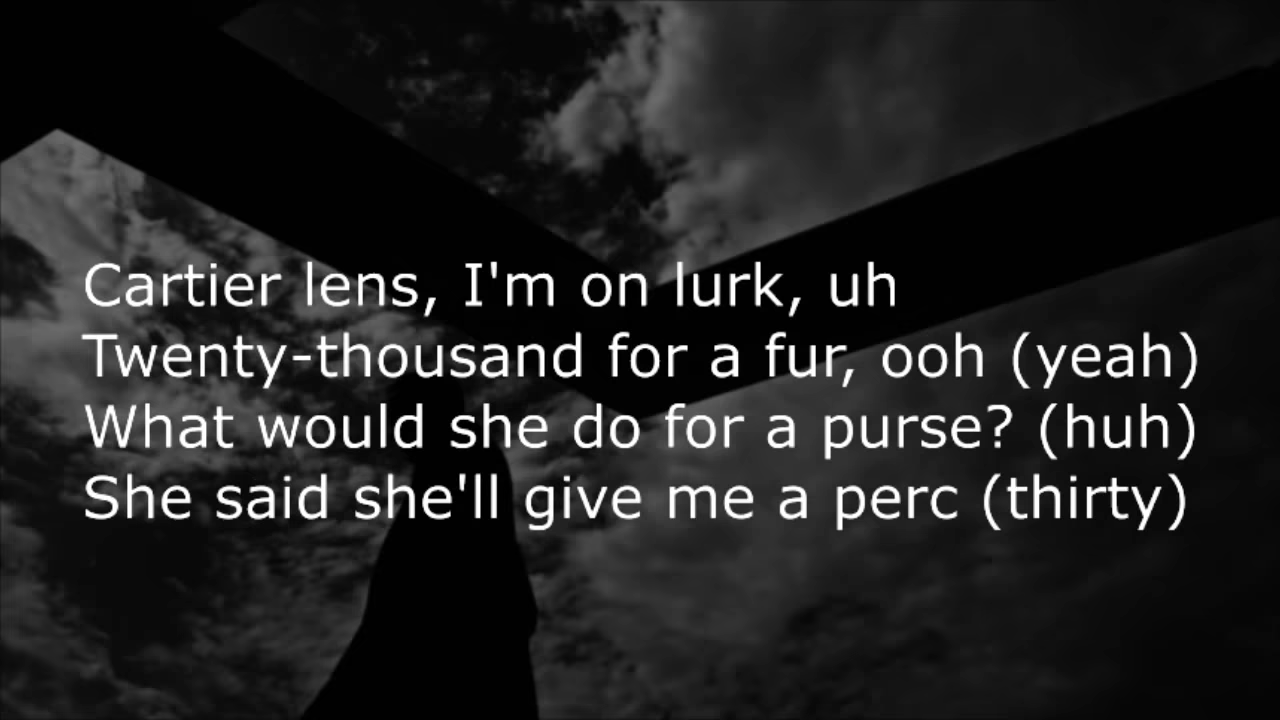 Cartier lens, I'm on lurk, uh
Twenty-thousand for a fur, ooh (yeah)
What would she do for a purse? (huh)
She said she'll give me a perc (thirty)